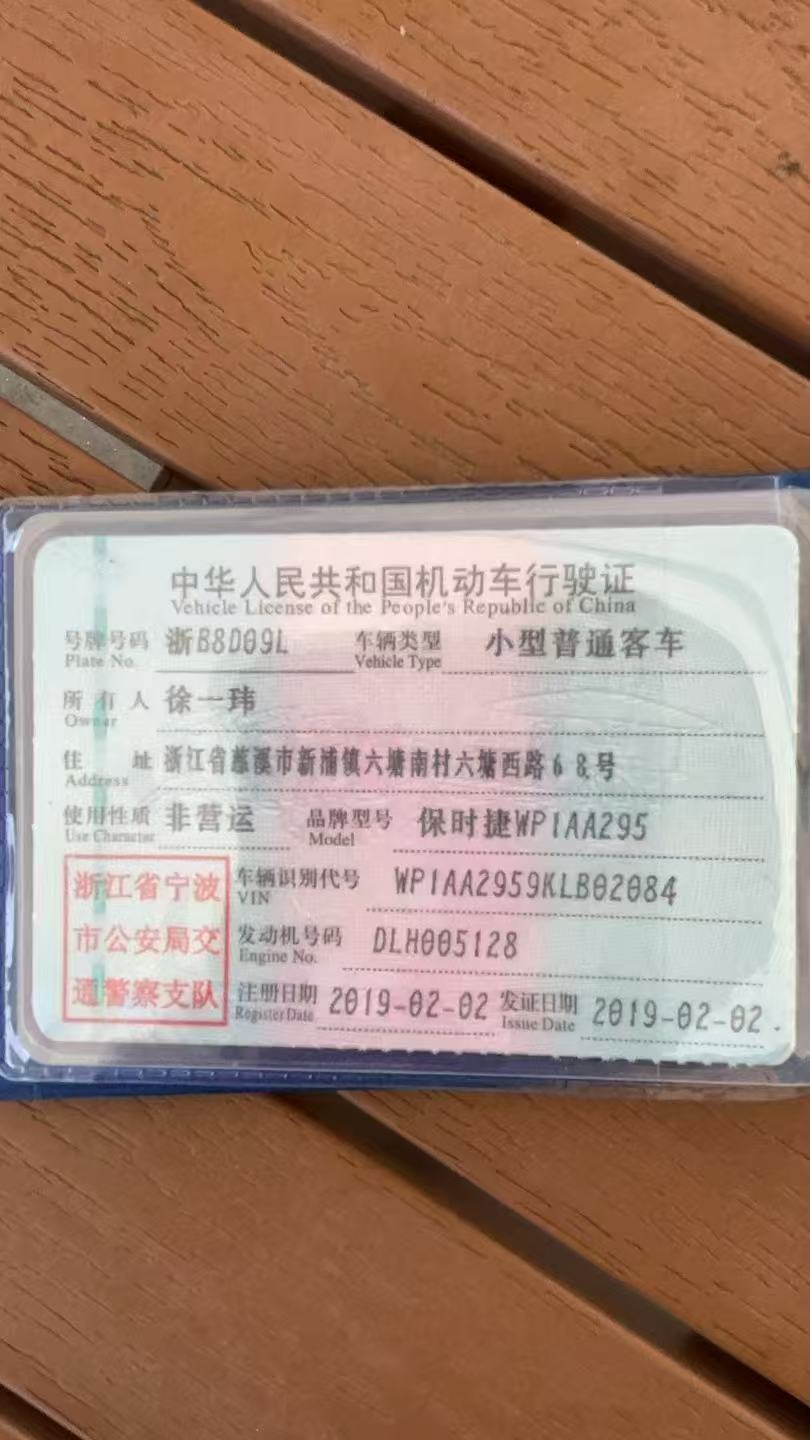 中华人民共和国机动车行驶证
Vehicle License of the People's Republic of China
号牌号码 浙B8D09L 车辆类型 小型普通客车
Plate No. Vehicle Type
所有人 徐一玮
Owner
住址 浙江省慈溪市新浦镇六塘南村六塘西路68号
Address
使用性质 非营运 品牌型号 保时捷WP1AA295
Use Character Model
浙江省宁波
市公安局交
通警察支队
车辆识别代号 WP1AA2959KLB02084
VIN
发动机号码 DLH005128
Engine No.
注册日期 2019-02-02 发证日期 2019-02-02
Register Date Issue Date